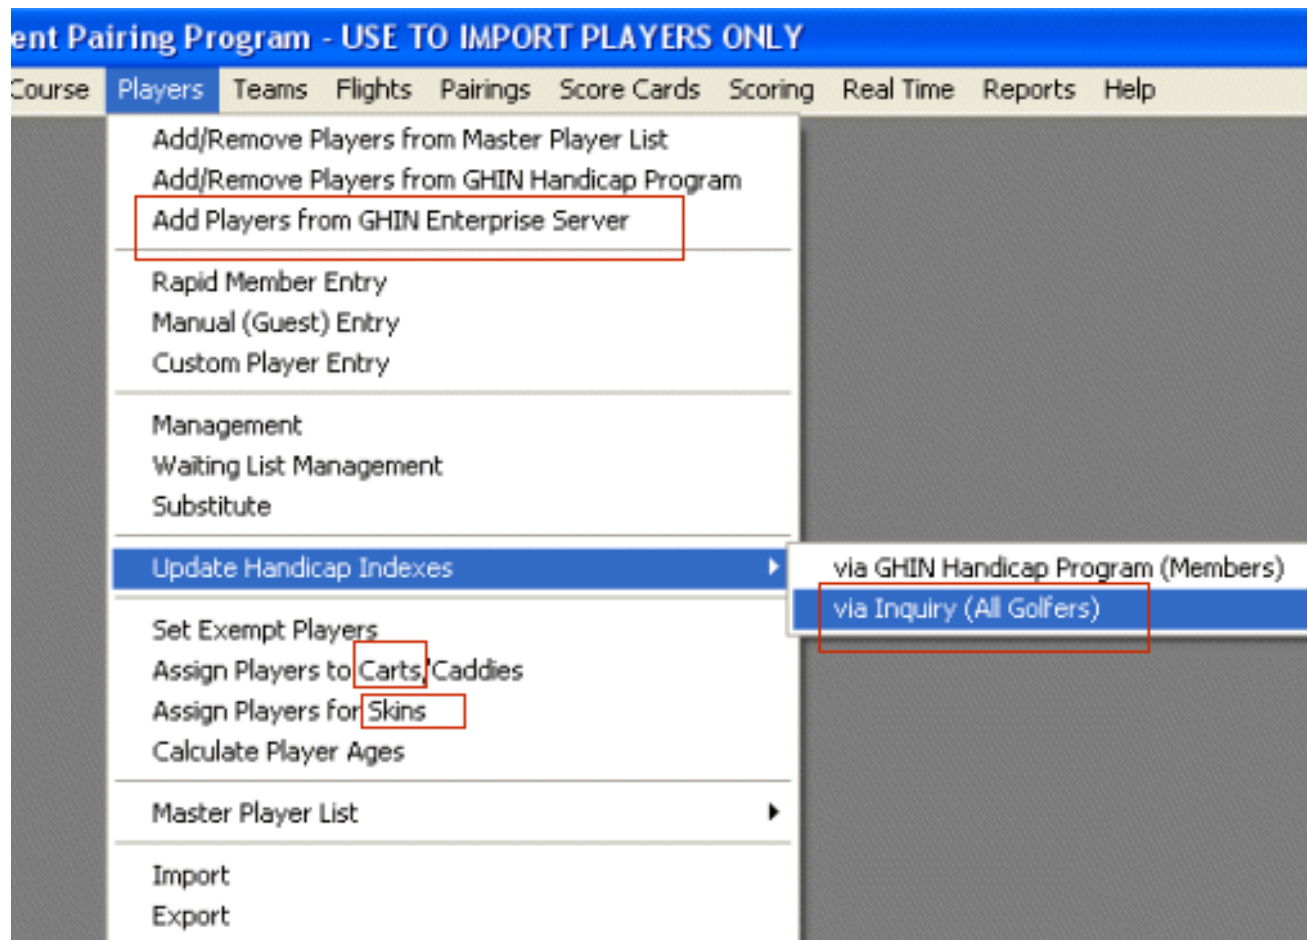 ent Pairing Program - USE TO IMPORT PLAYERS ONLY
Course Players Teams Flights Pairings Score Cards Scoring Real Time Reports Help
Add/Remove Players from Master Player List
Add/Remove Players from GHIN Handicap Program
Add Players from GHIN Enterprise Server
Rapid Member Entry
Manual (Guest) Entry
Custom Player Entry
Management
Waiting List Management
Substitute
Update Handicap Indexes
via GHIN Handicap Program (Members)
via Inquiry (All Golfers)
Set Exempt Players
Assign Players to Carts/Caddies
Assign Players for Skins
Calculate Player Ages
Master Player List
Import
Export